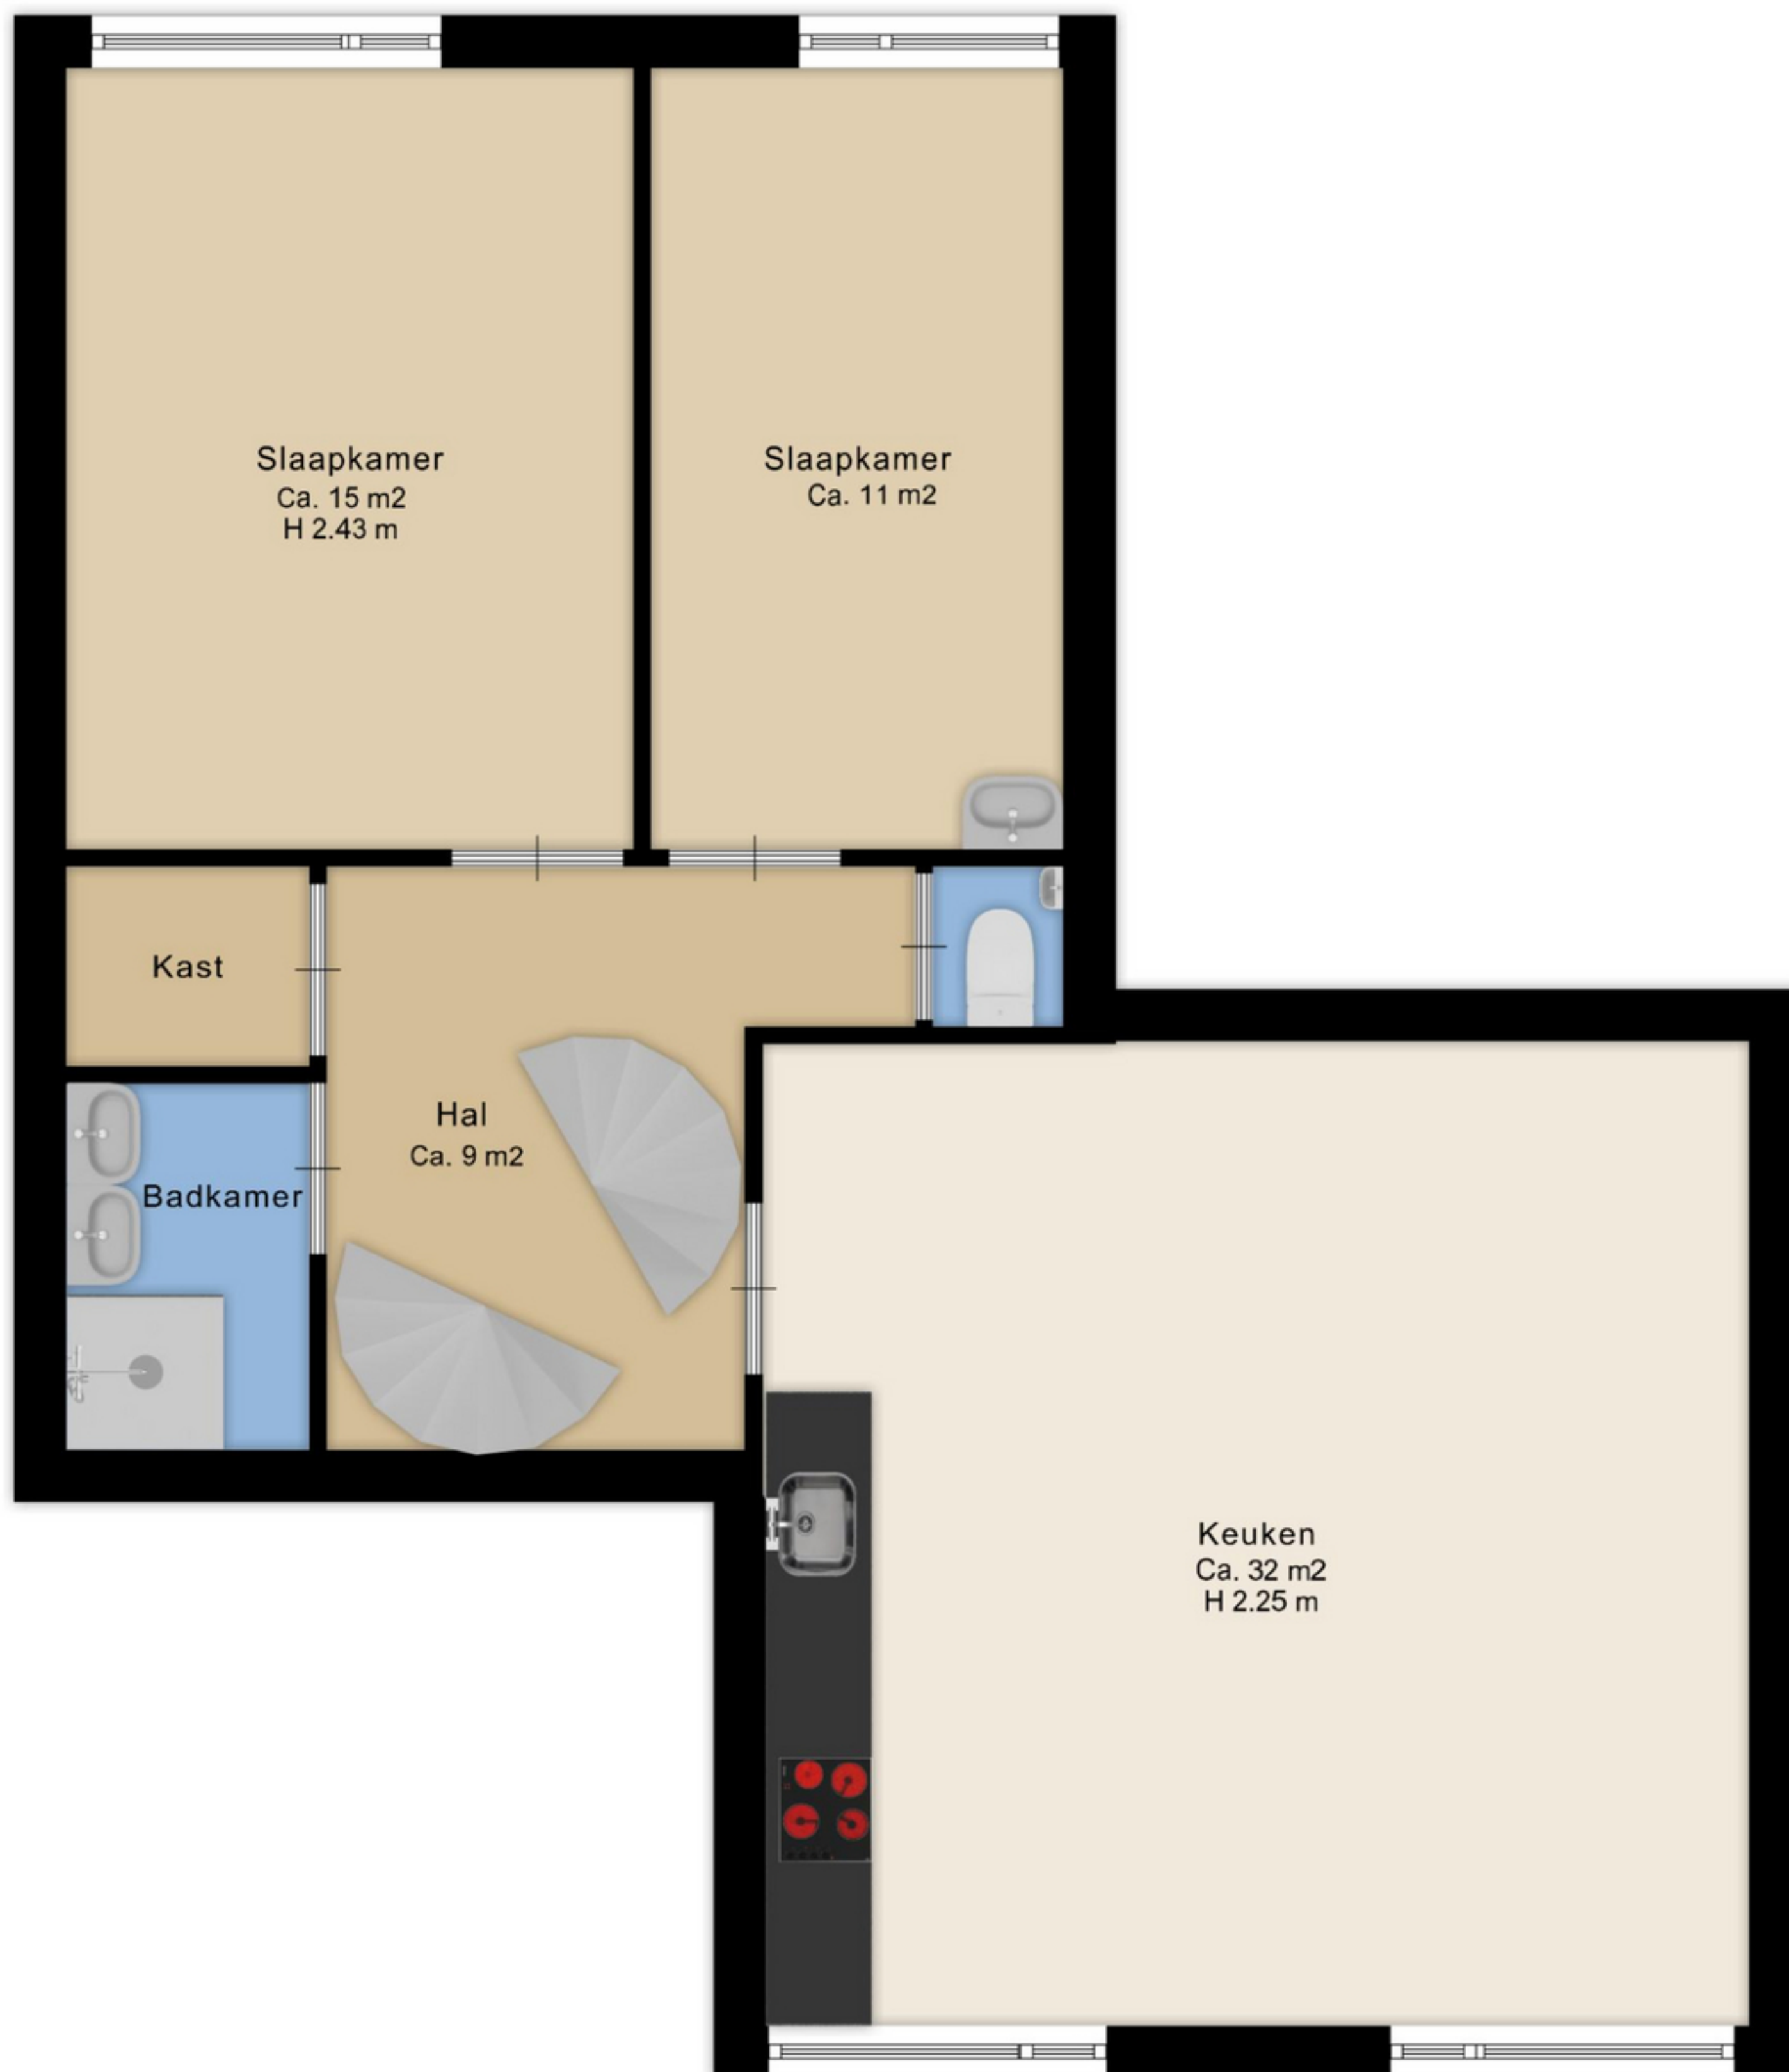 Slaapkamer
Ca. 15 m2
H 2.43 m
Slaapkamer
Ca. 11 m2
Kast
Hal
Ca. 9 m2
Badkamer
Keuken
Ca. 32 m2
H 2.25 m